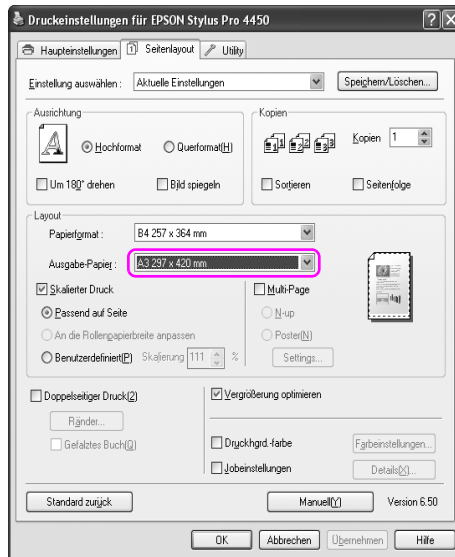 Druckeinstellungen für EPSON Stylus Pro 4450
Haupteinstellungen Seitenlayout Utility
Einstellung auswählen : Aktuelle Einstellungen Speichern/Löschen...
Ausrichtung Kopien
A Hochformat Querformat(H) Kopien 1
Um 180° drehen Bild spiegeln Sortieren Seitenfolge
Layout
Papierformat : B4 257 x 364 mm
Ausgabe-Papier : A3 297 x 420 mm
Skalierter Druck Multi-Page
Passend auf Seite N-up
An die Rollenpapierbreite anpassen Poster(N)
Benutzerdefiniert(P) Skalierung 111 % Settings...
Doppelseitiger Druck(2) Vergrößerung optimieren
Ränder...
Gefalztes Buch(Q) Druckhgrd.-farbe Farbeinstellungen...
Jobeinstellungen Details(X)...
Standard zurück Manuell(Y) Version 6.50
OK Abbrechen Übernehmen Hilfe